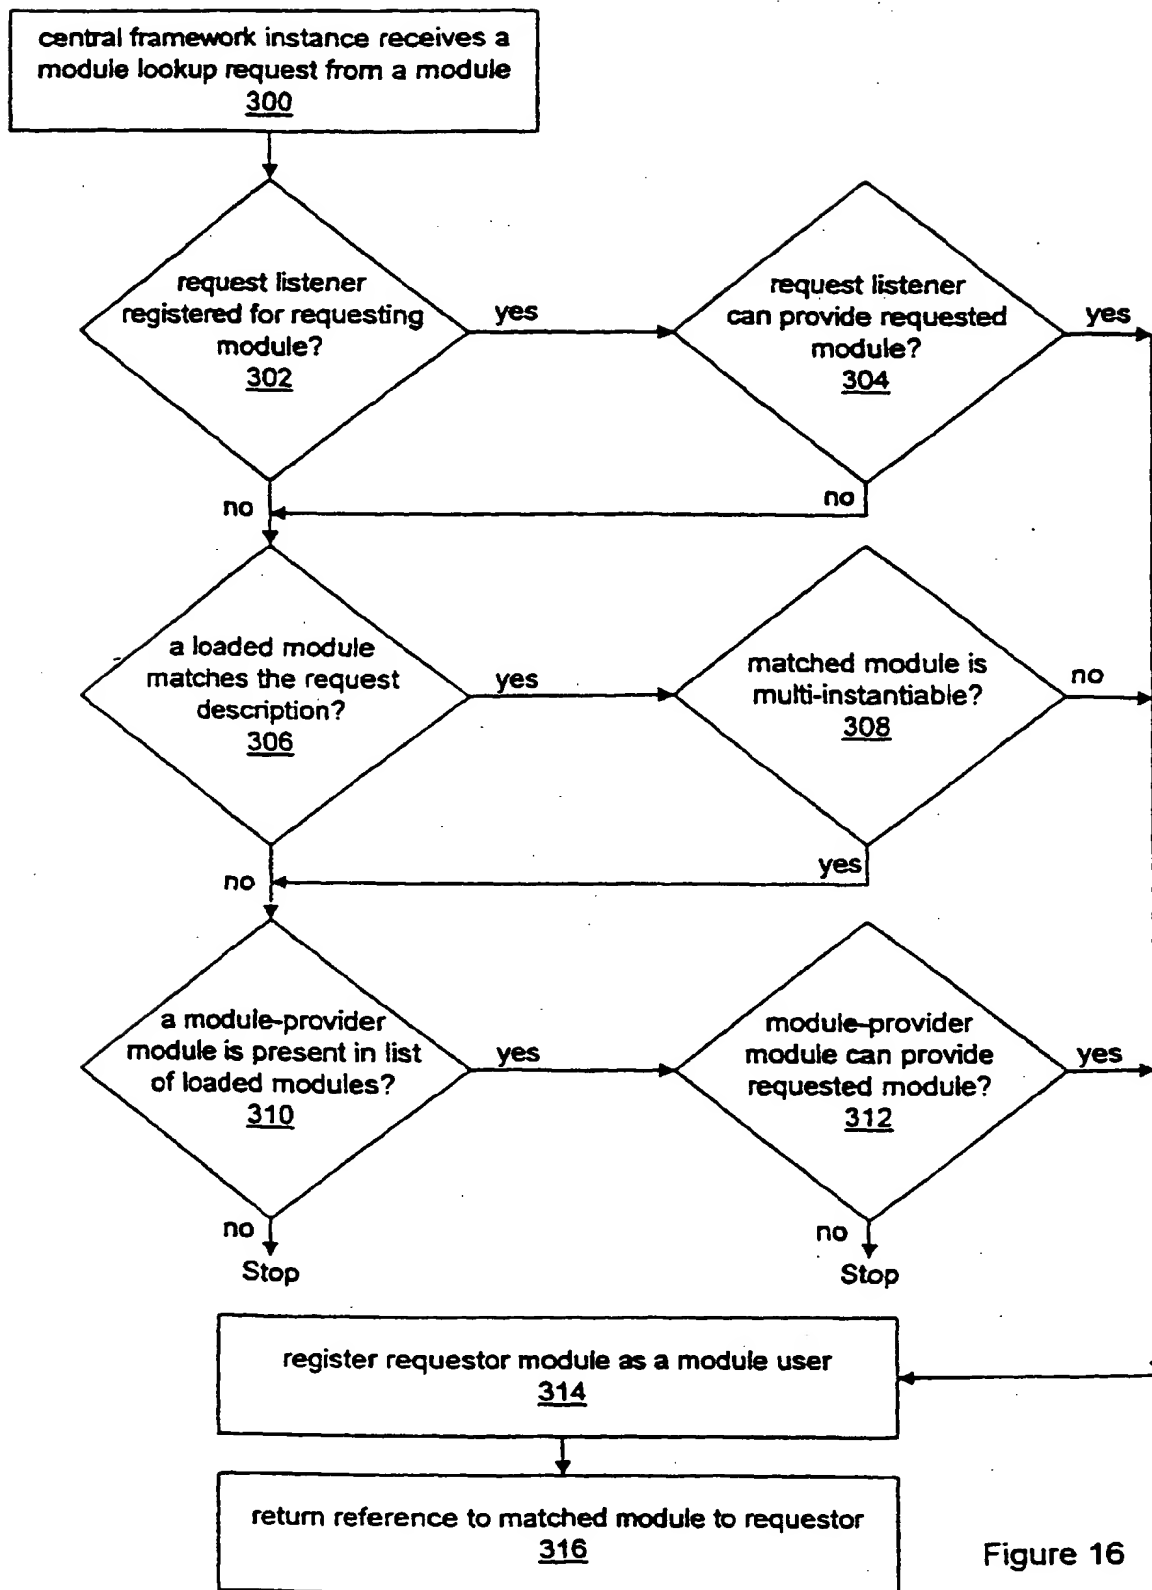 central framework instance receives a
module lookup request from a module
300
request listener
registered for requesting
module?
302
yes
request listener
can provide requested
module?
304
yes
no
no
a loaded module
matches the request
description?
306
yes
matched module is
multi-instantiable?
308
no
no
yes
a module-provider
module is present in list
of loaded modules?
310
yes
module-provider
module can provide
requested module?
312
yes
no
Stop
no
Stop
register requestor module as a module user
314
return reference to matched module to requestor
316
Figure 16